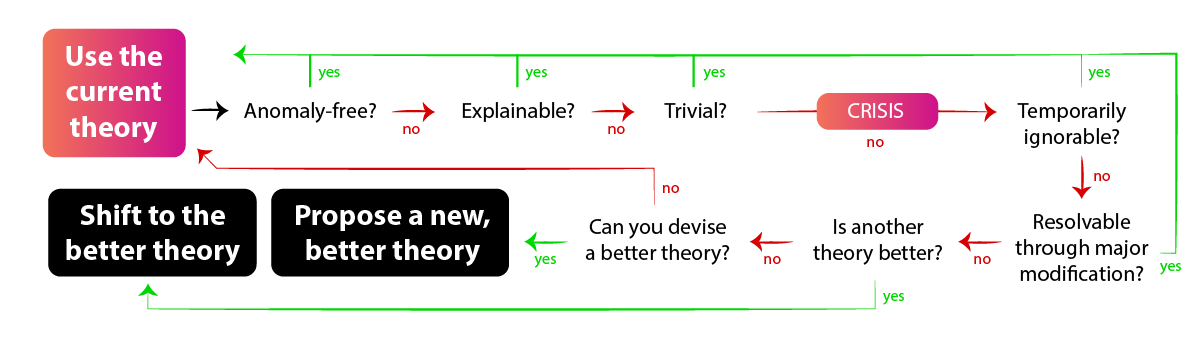 Use the
current
theory
Anomaly-free?
yes
no
Explainable?
yes
no
Trivial?
yes
CRISIS
no
Temporarily
ignorable?
yes
no
Resolvable
through major
modification?
yes
no
Is another
theory better?
yes
no
Can you devise
a better theory?
no
yes
Propose a new,
better theory
Shift to the
better theory